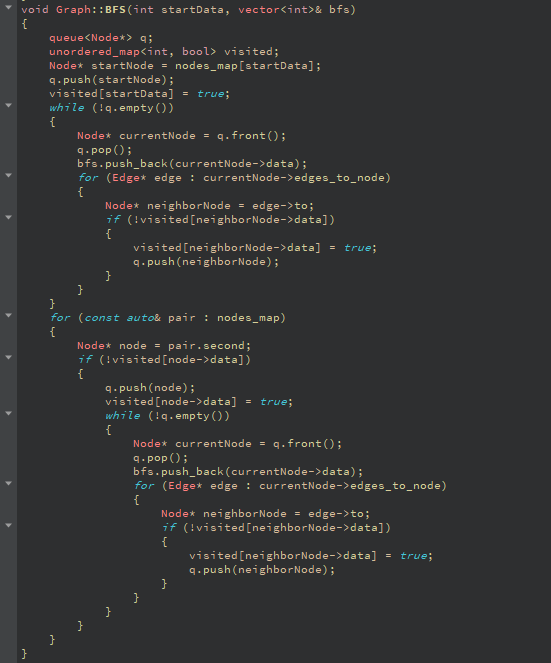 void Graph::BFS(int startData, vector<int>& bfs)
{
    queue<Node*> q;
    unordered_map<int, bool> visited;
    Node* startNode = nodes_map[startData];
    q.push(startNode);
    visited[startData] = true;
    while (!q.empty())
    {
        Node* currentNode = q.front();
        q.pop();
        bfs.push_back(currentNode->data);
        for (Edge* edge : currentNode->edges_to_node)
        {
            Node* neighborNode = edge->to;
            if (!visited[neighborNode->data])
            {
                visited[neighborNode->data] = true;
                q.push(neighborNode);
            }
        }
    }
    for (const auto& pair : nodes_map)
    {
        Node* node = pair.second;
        if (!visited[node->data])
        {
            q.push(node);
            visited[node->data] = true;
            while (!q.empty())
            {
                Node* currentNode = q.front();
                q.pop();
                bfs.push_back(currentNode->data);
                for (Edge* edge : currentNode->edges_to_node)
                {
                    Node* neighborNode = edge->to;
                    if (!visited[neighborNode->data])
                    {
                        visited[neighborNode->data] = true;
                        q.push(neighborNode);
                    }
                }
            }
        }
    }
}